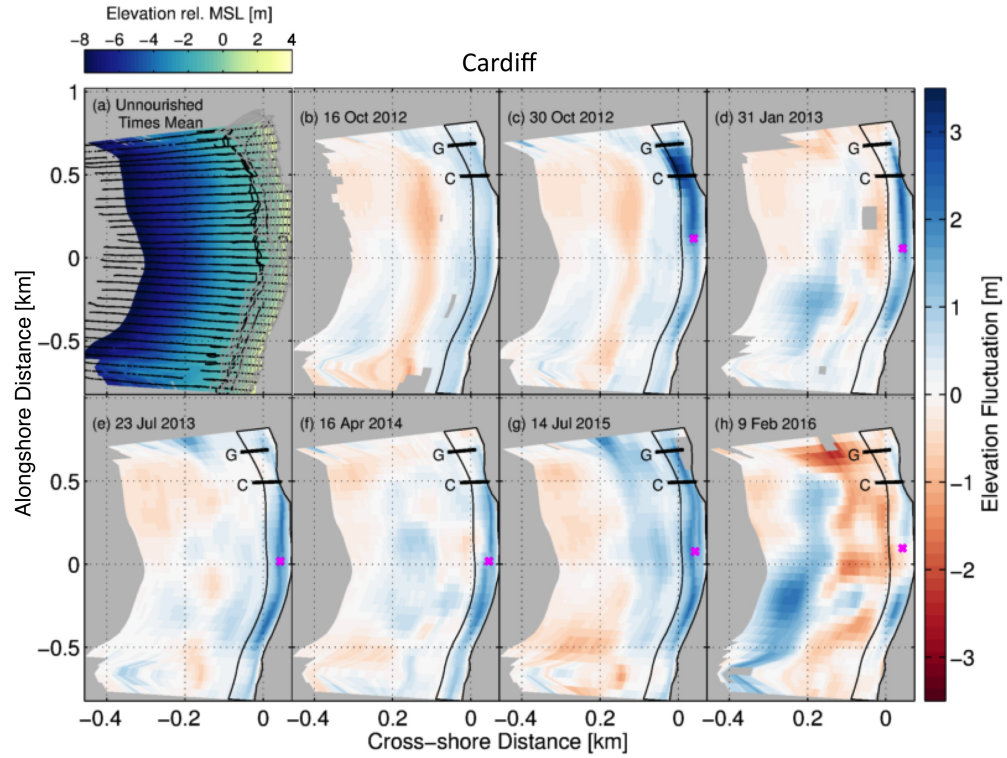 Elevation rel. MSL [m]
−8 −6 −4 −2 0 2 4
Cardiff
1
0.5
0
−0.5
(a) Unnourished
Times Mean
(b) 16 Oct 2012
G
C
(c) 30 Oct 2012
G
C
(d) 31 Jan 2013
G
C
Alongshore Distance [km]
0.5
0
−0.5
(e) 23 Jul 2013
G
C
(f) 16 Apr 2014
G
C
(g) 14 Jul 2015
G
C
(h) 9 Feb 2016
G
C
−0.4 −0.2 0 −0.4 0.2 0 −0.4 0.2 0 −0.4 0.2 0
Cross−shore Distance [km]
3
2
1
0
−1
−2
−3
Elevation Fluctuation [m]